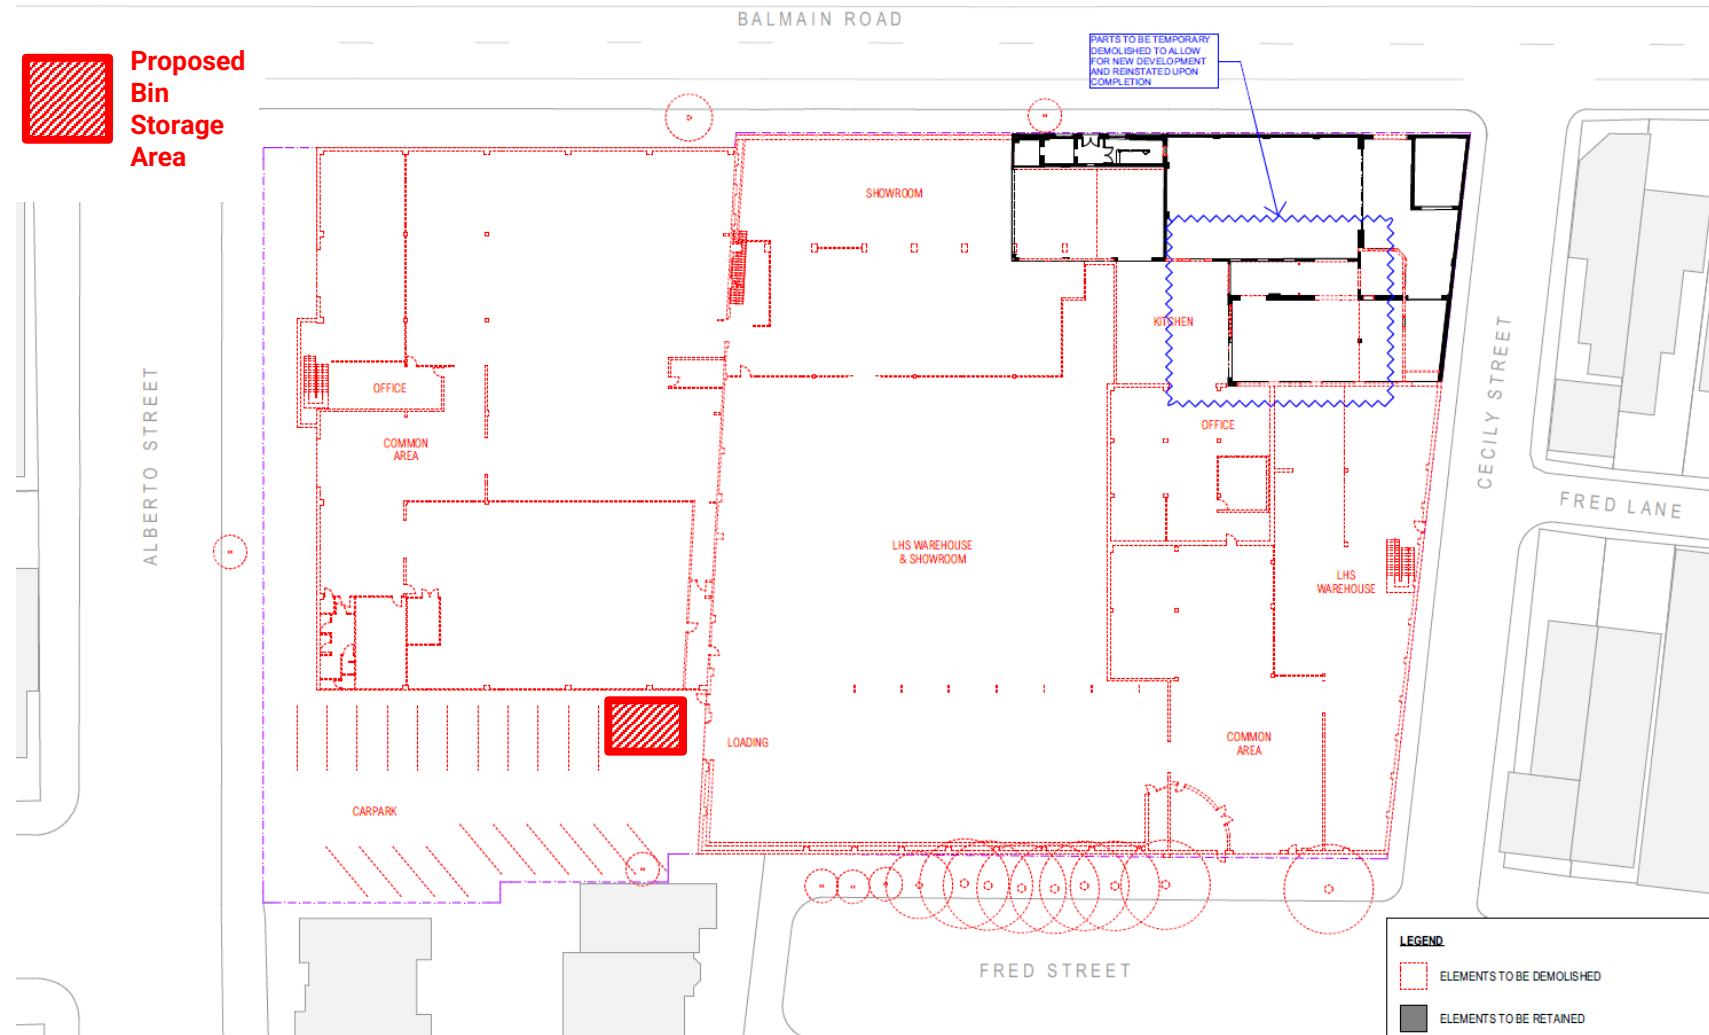 BALMAIN ROAD
Proposed
Bin
Storage
Area
PARTS TO BE TEMPORARY
DEMOLISHED TO ALLOW
FOR NEW DEVELOPMENT
AND REINSTATED UPON
COMPLETION
SHOWROOM
KITCHEN
OFFICE
COMMON
AREA
OFFICE
ALBERTO STREET
CECILY STREET
FRED LANE
LHS WAREHOUSE
& SHOWROOM
LHS
WAREHOUSE
LOADING
COMMON
AREA
CARPARK
FRED STREET
LEGEND
ELEMENTS TO BE DEMOLISHED
ELEMENTS TO BE RETAINED